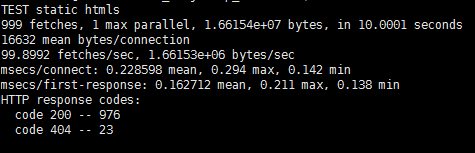 TEST static htmls
999 fetches, 1 max parallel, 1.66154e+07 bytes, in 10.0001 seconds
16632 mean bytes/connection
99.8992 fetches/sec, 1.66153e+06 bytes/sec
msecs/connect: 0.228598 mean, 0.294 max, 0.142 min
msecs/first-response: 0.162712 mean, 0.211 max, 0.138 min
HTTP response codes:
  code 200 -- 976
  code 404 -- 23